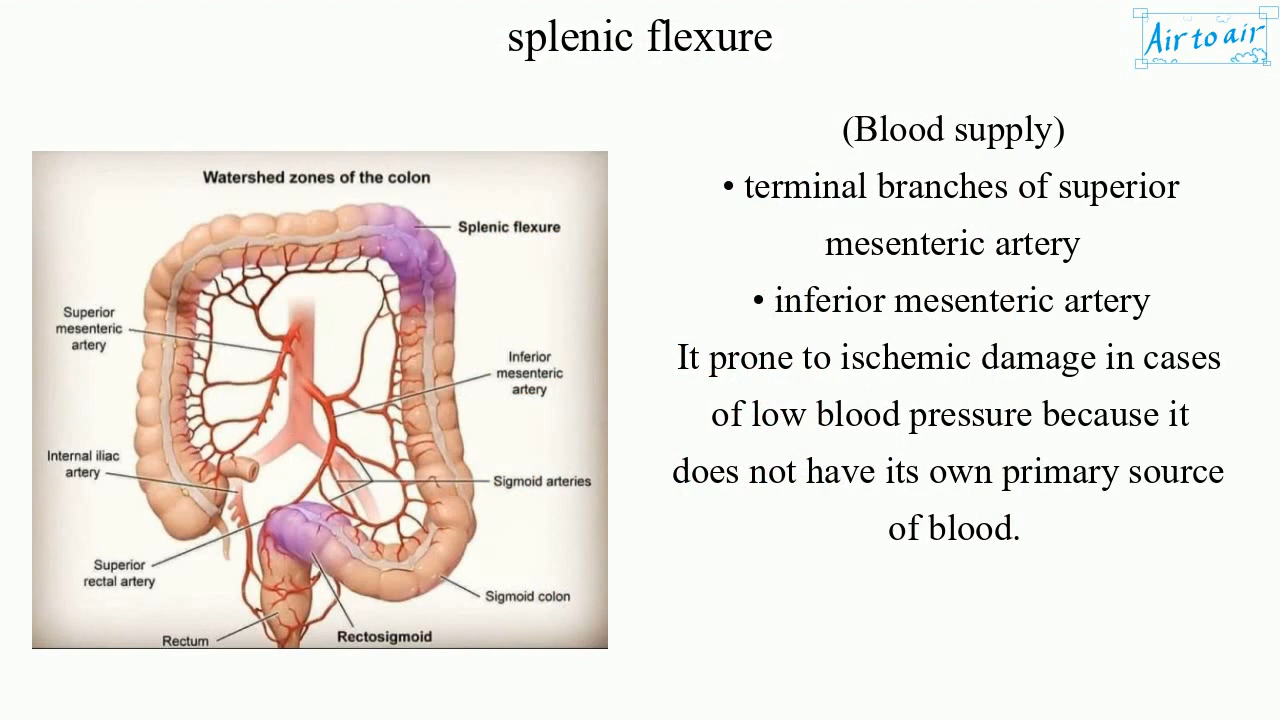 splenic flexure
Air to air
(Blood supply)
• terminal branches of superior
mesenteric artery
• inferior mesenteric artery
It prone to ischemic damage in cases
of low blood pressure because it
does not have its own primary source
of blood.
Watershed zones of the colon
Splenic flexure
Superior
mesenteric
artery
Inferior
mesenteric
artery
Internal iliac
artery
Sigmoid arteries
Superior
rectal artery
Sigmoid colon
Rectum
Rectosigmoid